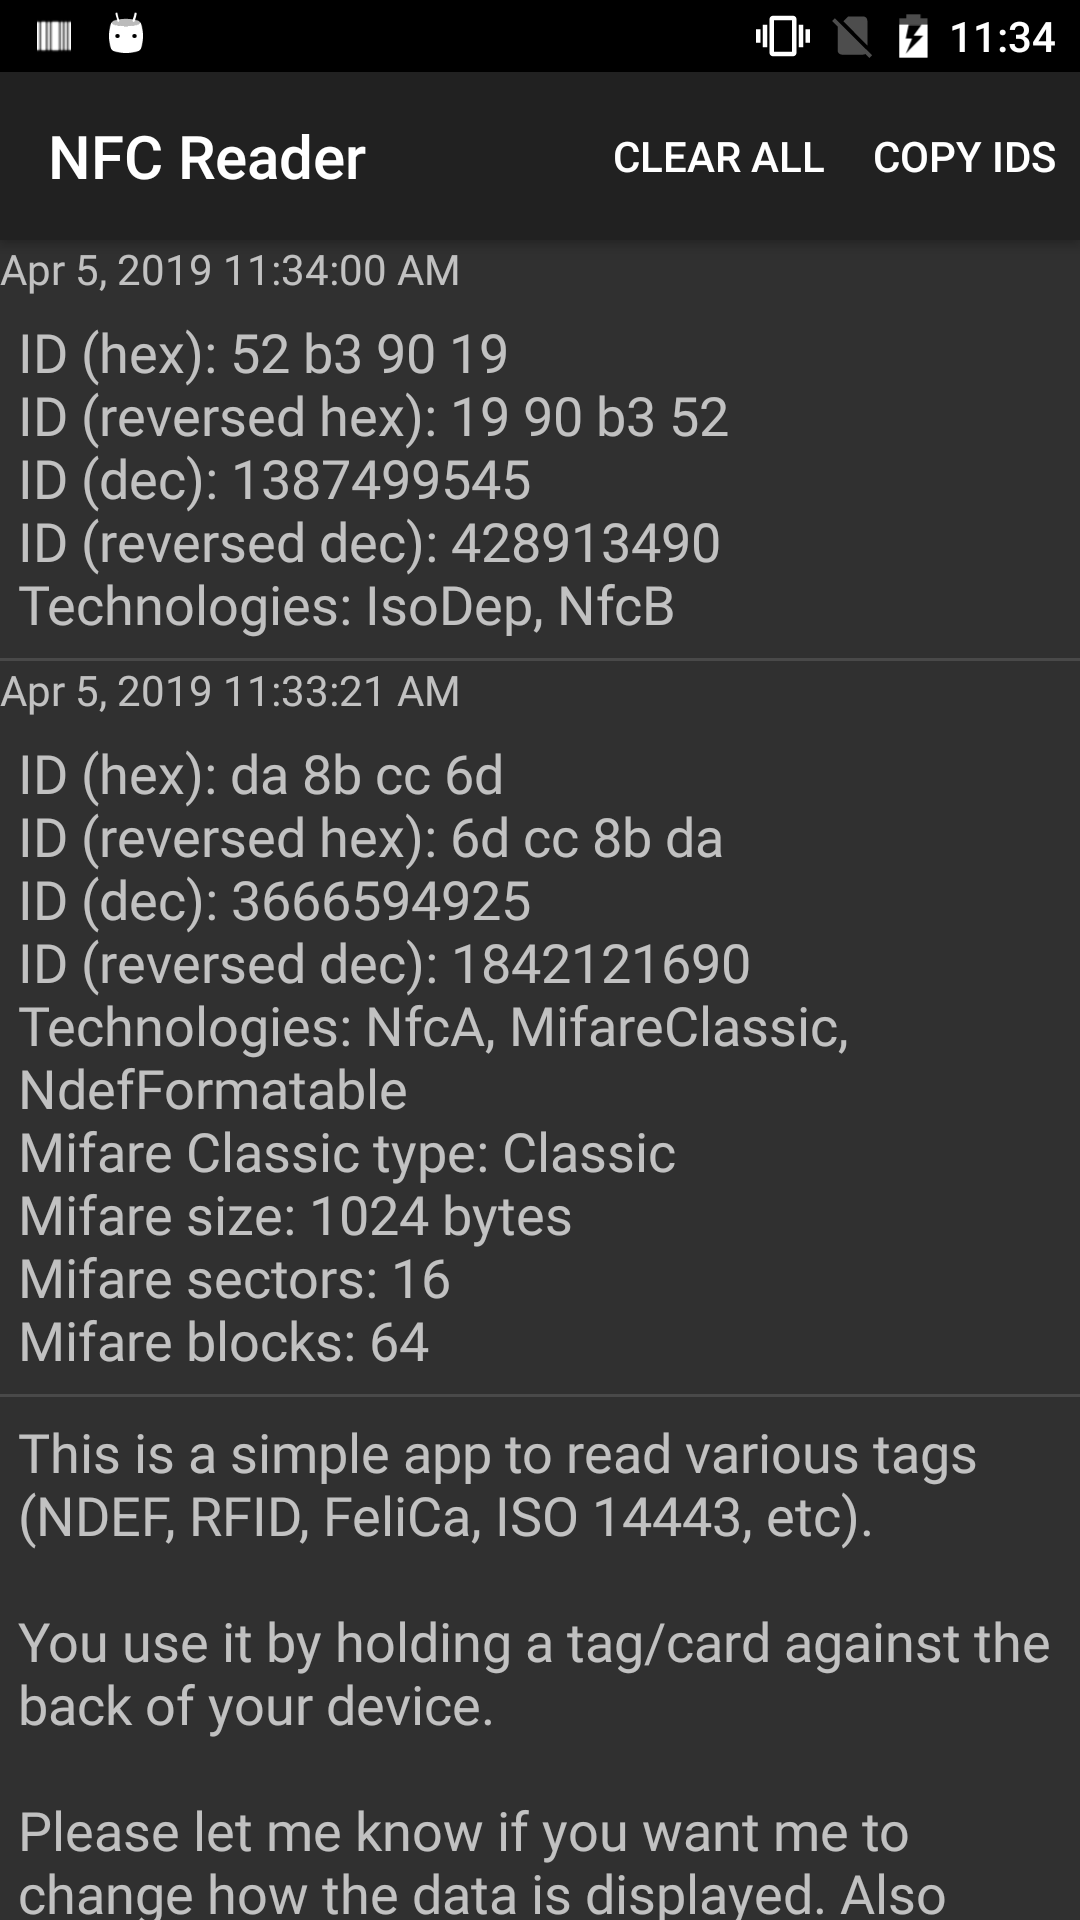 11:34
NFC Reader CLEAR ALL COPY IDS
Apr 5, 2019 11:34:00 AM
ID (hex): 52 b3 90 19
ID (reversed hex): 19 90 b3 52
ID (dec): 1387499545
ID (reversed dec): 428913490
Technologies: IsoDep, NfcB
Apr 5, 2019 11:33:21 AM
ID (hex): da 8b cc 6d
ID (reversed hex): 6d cc 8b da
ID (dec): 3666594925
ID (reversed dec): 1842121690
Technologies: NfcA, MifareClassic,
NdefFormatable
Mifare Classic type: Classic
Mifare size: 1024 bytes
Mifare sectors: 16
Mifare blocks: 64
This is a simple app to read various tags
(NDEF, RFID, FeliCa, ISO 14443, etc).
You use it by holding a tag/card against the
back of your device.
Please let me know if you want me to
change how the data is displayed. Also